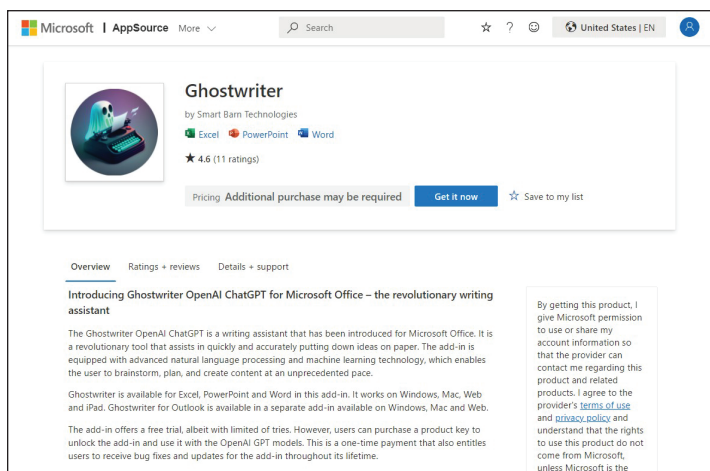 Microsoft | AppSource More Search United States | EN
Ghostwriter
by Smart Barn Technologies
Excel PowerPoint Word
★ 4.6 (11 ratings)
Pricing Additional purchase may be required Get it now ☆ Save to my list
Overview Ratings + reviews Details + support
Introducing Ghostwriter OpenAI ChatGPT for Microsoft Office – the revolutionary writing
assistant
The Ghostwriter OpenAI ChatGPT is a writing assistant that has been introduced for Microsoft Office. It is
a revolutionary tool that assists in quickly and accurately putting down ideas on paper. The add-in is
equipped with advanced natural language processing and machine learning technology, which enables
the user to brainstorm, plan, and create content at an unprecedented pace.
Ghostwriter is available for Excel, PowerPoint and Word in this add-in. It works on Windows, Mac, Web
and iPad. Ghostwriter for Outlook is available in a separate add-in available on Windows, Mac and Web.
The add-in offers a free trial, albeit with limited of tries. However, users can purchase a product key to
unlock the add-in and use it with the OpenAI GPT models. This is a one-time payment that also entitles
users to receive bug fixes and updates for the add-in throughout its lifetime.
By getting this product, I
give Microsoft permission
to use or share my
account information so
that the provider can
contact me regarding this
product and related
products. I agree to the
provider's terms of use
and privacy policy and
understand that the rights
to use this product do not
come from Microsoft,
unless Microsoft is the